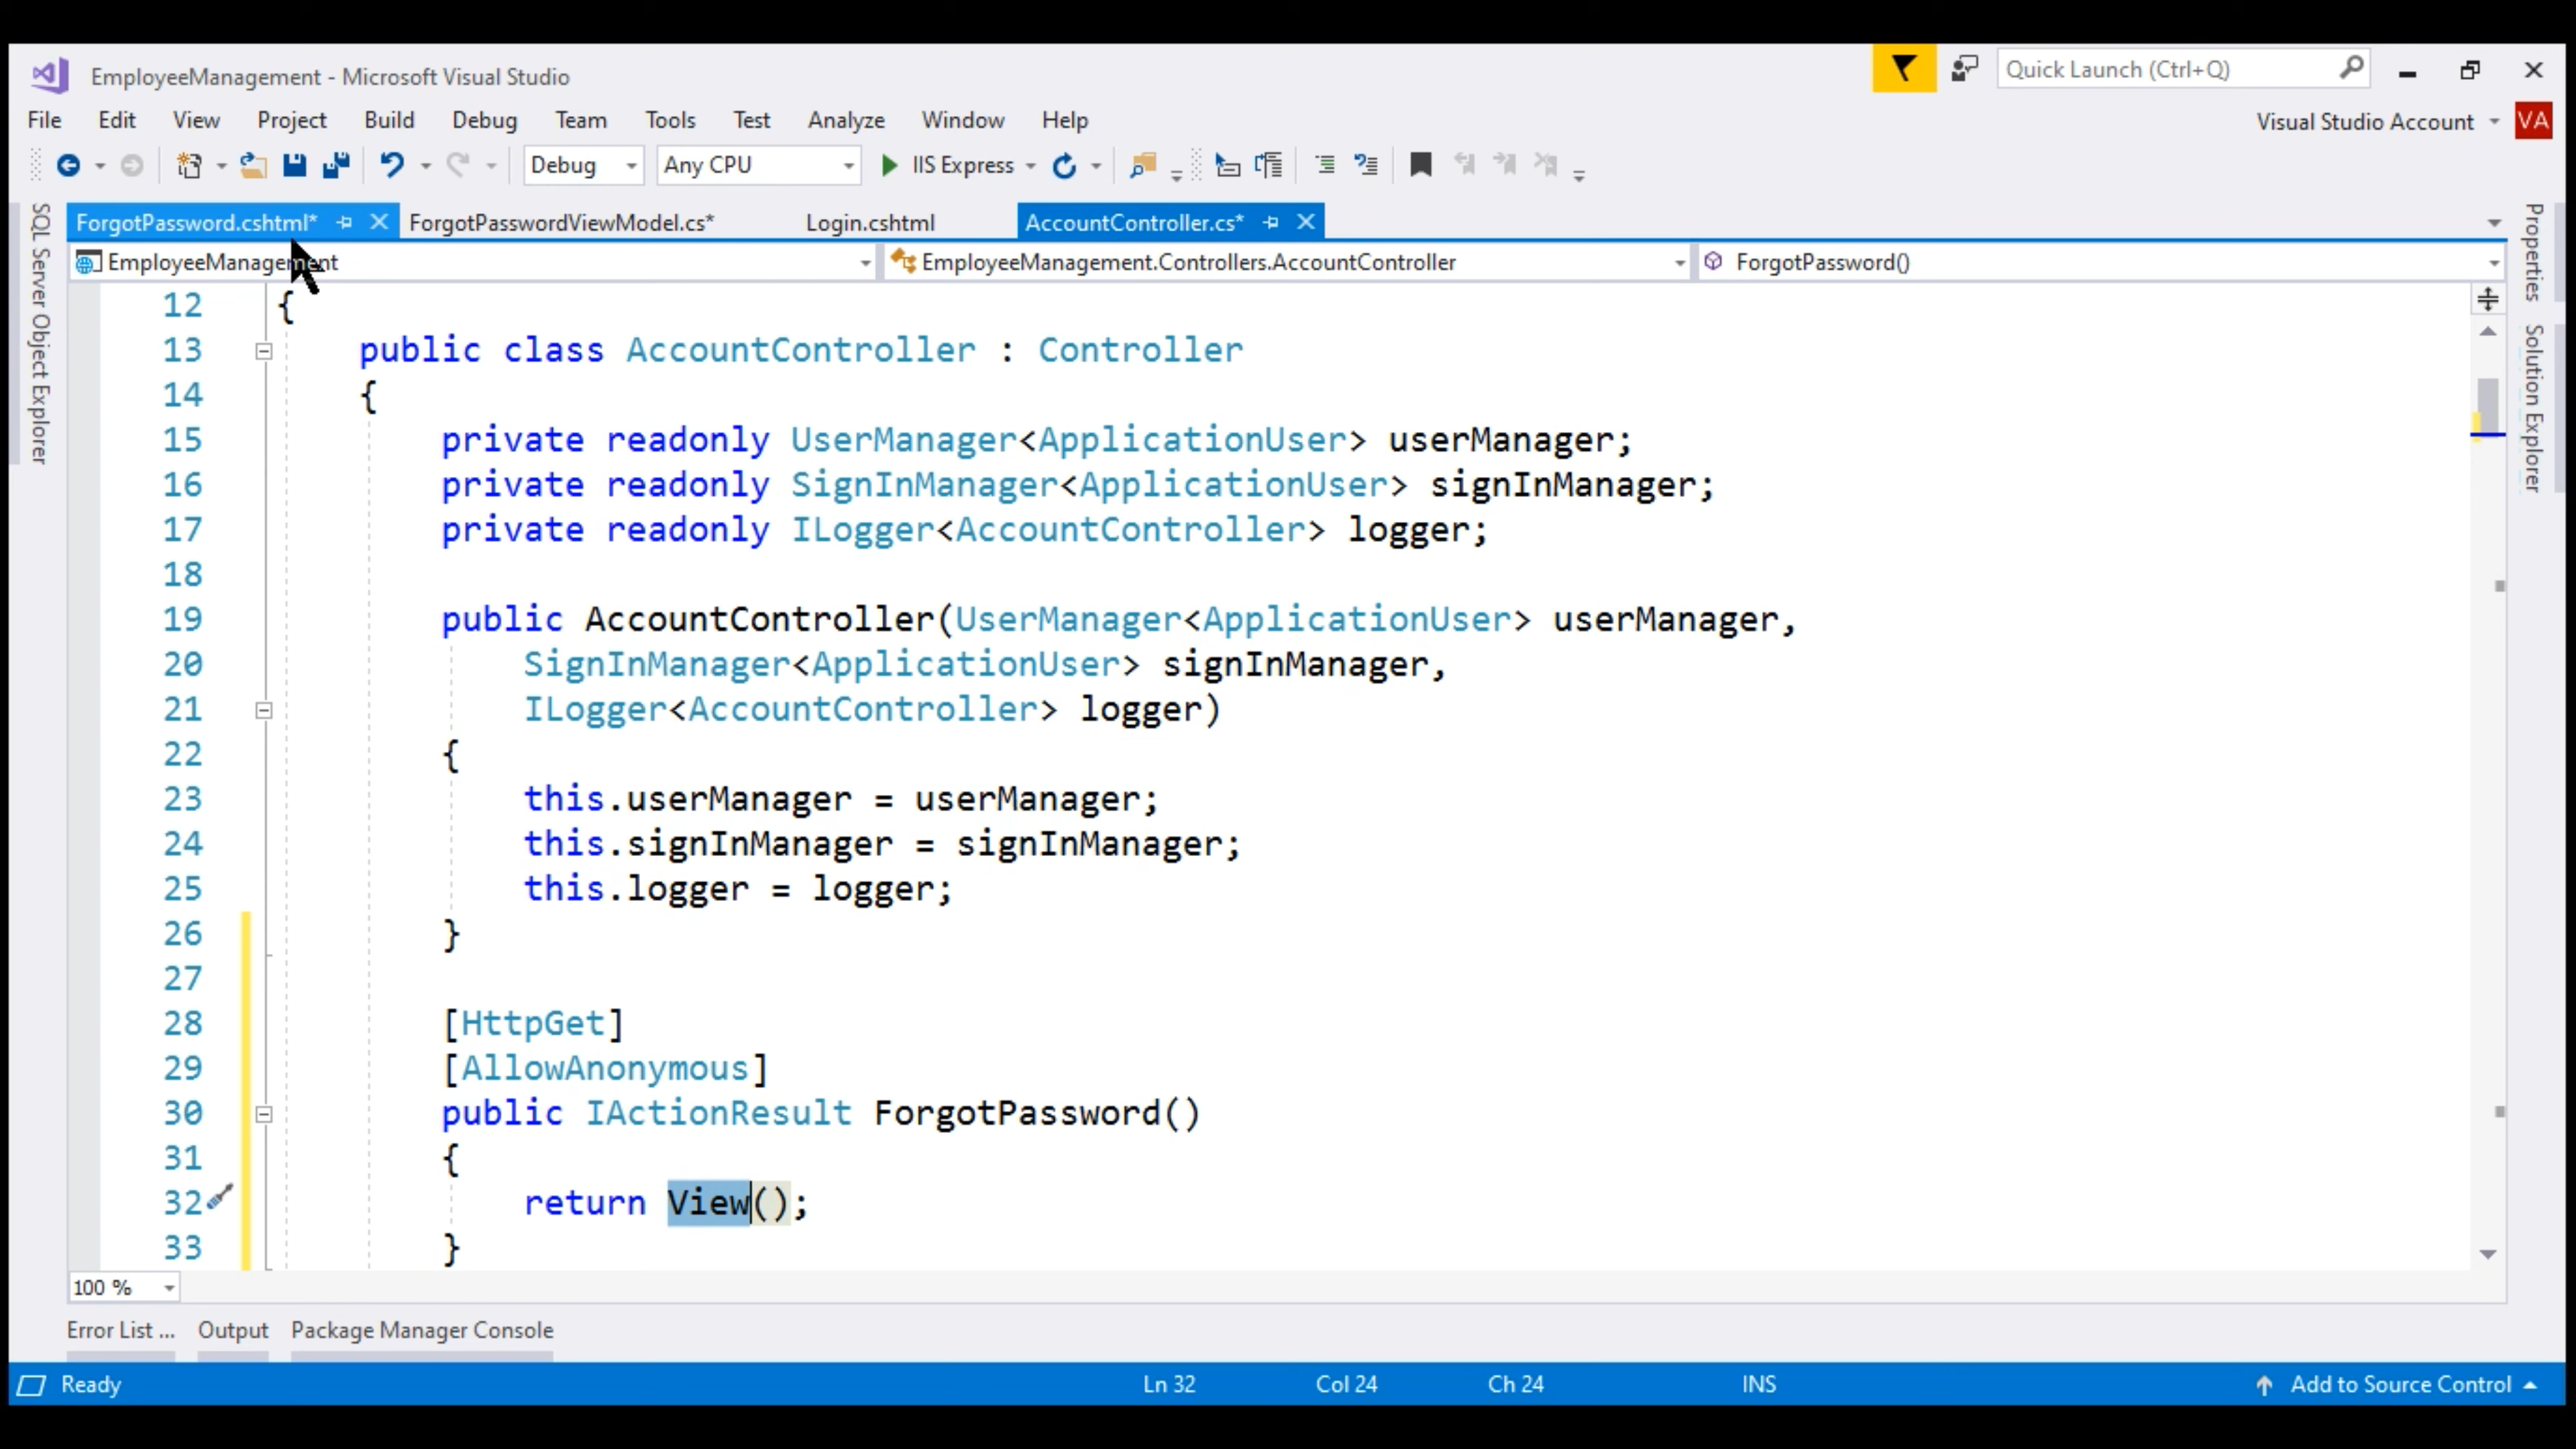 EmployeeManagement - Microsoft Visual Studio
Quick Launch (Ctrl+Q)
File Edit View Project Build Debug Team Tools Test Analyze Window Help
Visual Studio Account VA
Debug Any CPU IIS Express
ForgotPassword.cshtml* ForgotPasswordViewModel.cs* Login.cshtml AccountController.cs*
EmployeeManagement EmployeeManagement.Controllers.AccountController ForgotPassword()
SQL Server Object Explorer
Properties
Solution Explorer
12 {
13 public class AccountController : Controller
14 {
15 private readonly UserManager<ApplicationUser> userManager;
16 private readonly SignInManager<ApplicationUser> signInManager;
17 private readonly ILogger<AccountController> logger;
18
19 public AccountController(UserManager<ApplicationUser> userManager,
20 SignInManager<ApplicationUser> signInManager,
21 ILogger<AccountController> logger)
22 {
23 this.userManager = userManager;
24 this.signInManager = signInManager;
25 this.logger = logger;
26 }
27
28 [HttpGet]
29 [AllowAnonymous]
30 public IActionResult ForgotPassword()
31 {
32 return View();
33 }
100 %
Error List ... Output Package Manager Console
Ready Ln 32 Col 24 Ch 24 INS Add to Source Control